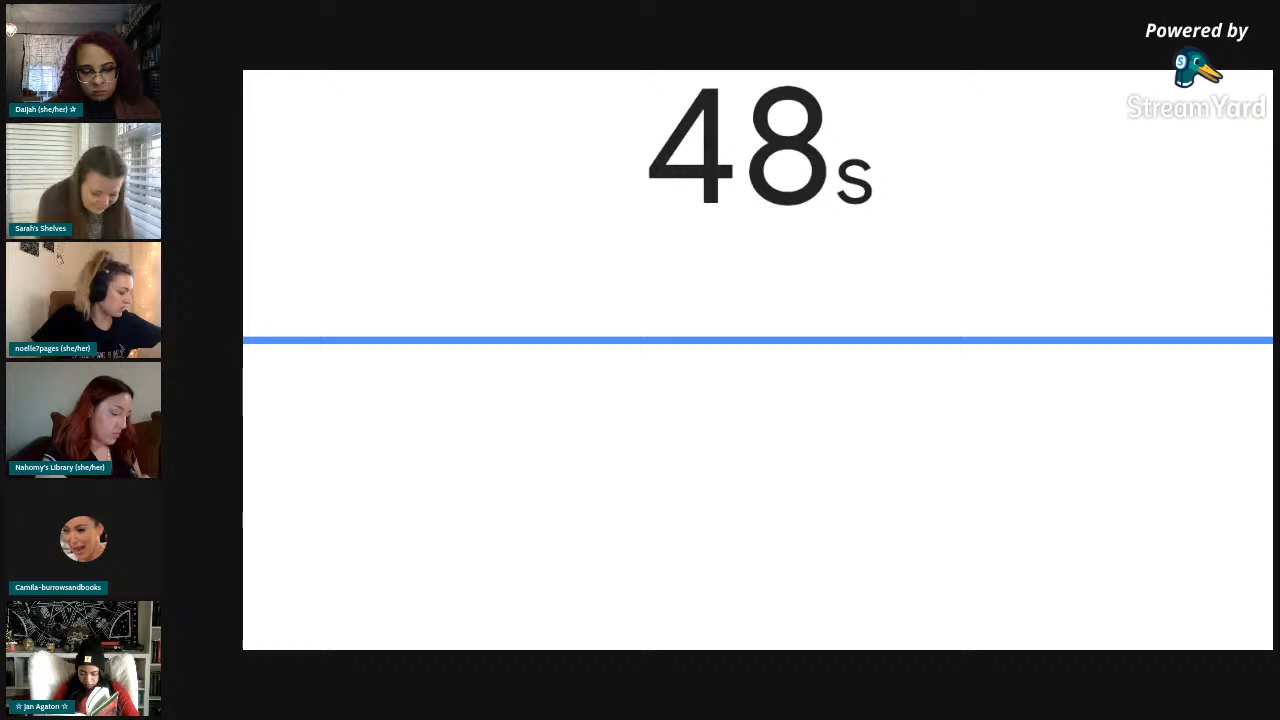 Daijah (she/her) ☆
Sarah's Shelves
noelle7pages (she/her)
Nahomy's Library (she/her)
Camila-burrowsandbooks
☆ Jan Agaton ☆
48s
Powered by
S
StreamYard